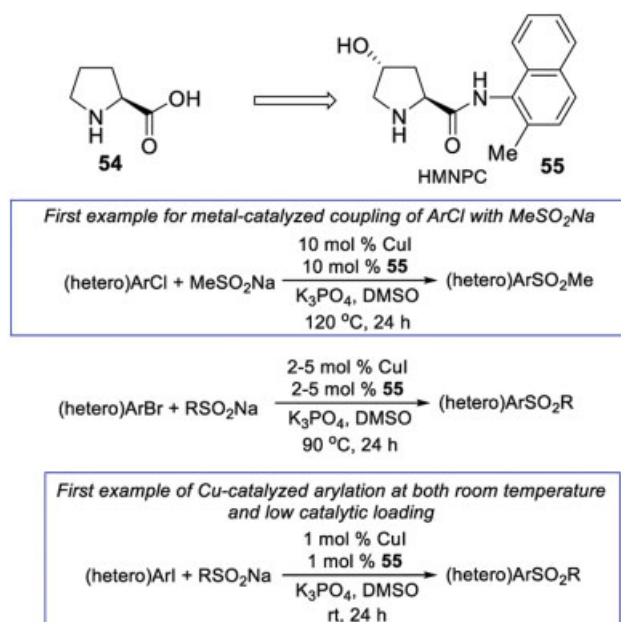 HO
H
N
N
H
O
Me
HMNPC
55
N
H
OH
O
54
First example for metal-catalyzed coupling of ArCl with MeSO₂Na
10 mol % CuI
10 mol % 55
(hetero)ArCl + MeSO₂Na
(hetero)ArSO₂Me
K₃PO₄, DMSO
120 °C, 24 h
2-5 mol % CuI
2-5 mol % 55
(hetero)ArBr + RSO₂Na
(hetero)ArSO₂R
K₃PO₄, DMSO
90 °C, 24 h
First example of Cu-catalyzed arylation at both room temperature
and low catalytic loading
1 mol % CuI
1 mol % 55
(hetero)ArI + RSO₂Na
(hetero)ArSO₂R
K₃PO₄, DMSO
rt, 24 h